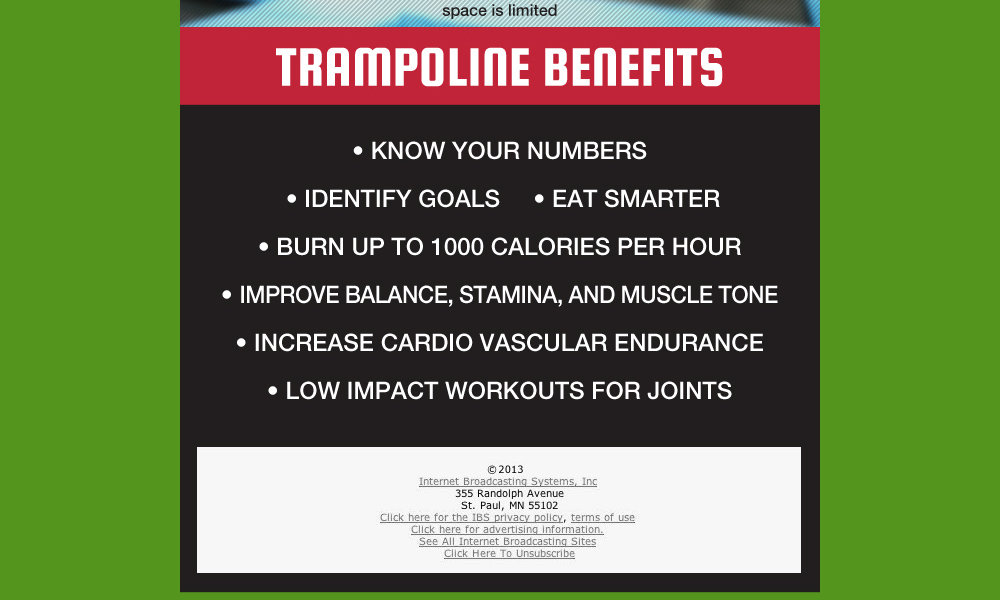 space is limited
TRAMPOLINE BENEFITS
• KNOW YOUR NUMBERS
• IDENTIFY GOALS • EAT SMARTER
• BURN UP TO 1000 CALORIES PER HOUR
• IMPROVE BALANCE, STAMINA, AND MUSCLE TONE
• INCREASE CARDIO VASCULAR ENDURANCE
• LOW IMPACT WORKOUTS FOR JOINTS
©2013
Internet Broadcasting Systems, Inc
355 Randolph Avenue
St. Paul, MN 55102
Click here for the IBS privacy policy, terms of use
Click here for advertising information.
See All Internet Broadcasting Sites
Click Here To Unsubscribe